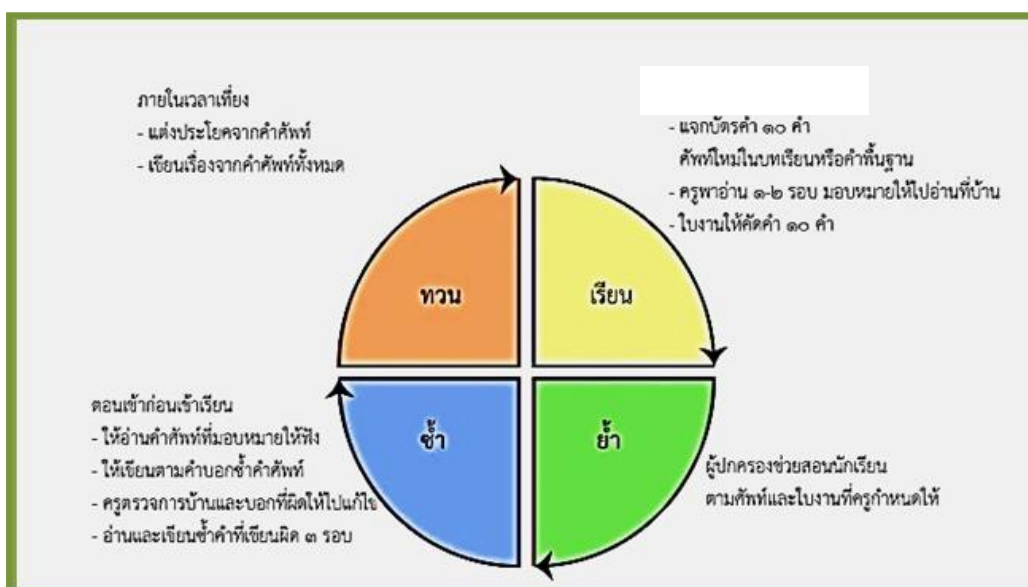 ภายในเวลาเที่ยง
- แต่งประโยคจากคำศัพท์
- เขียนเรื่องจากคำศัพท์ทั้งหมด
- แจกบัตรคำ ๑๐ คำ
ศัพท์ใหม่ในบทเรียนหรือคำพื้นฐาน
- ครูพาอ่าน ๑-๒ รอบ มอบหมายให้ไปอ่านที่บ้าน
- ใบงานให้คัดคำ ๑๐ คำ
ทวน
เรียน
ซ้ำ
ย้ำ
ตอนเช้าก่อนเข้าเรียน
- ให้อ่านคำศัพท์ที่มอบหมายให้ฟัง
- ให้เขียนตามคำบอกซ้ำคำศัพท์
- ครูตรวจการบ้านและบอกที่ผิดให้ไปแก้ไข
- อ่านและเขียนซ้ำคำที่เขียนผิด ๓ รอบ
ผู้ปกครองช่วยสอนนักเรียน
ตามศัพท์และใบงานที่ครูกำหนดให้